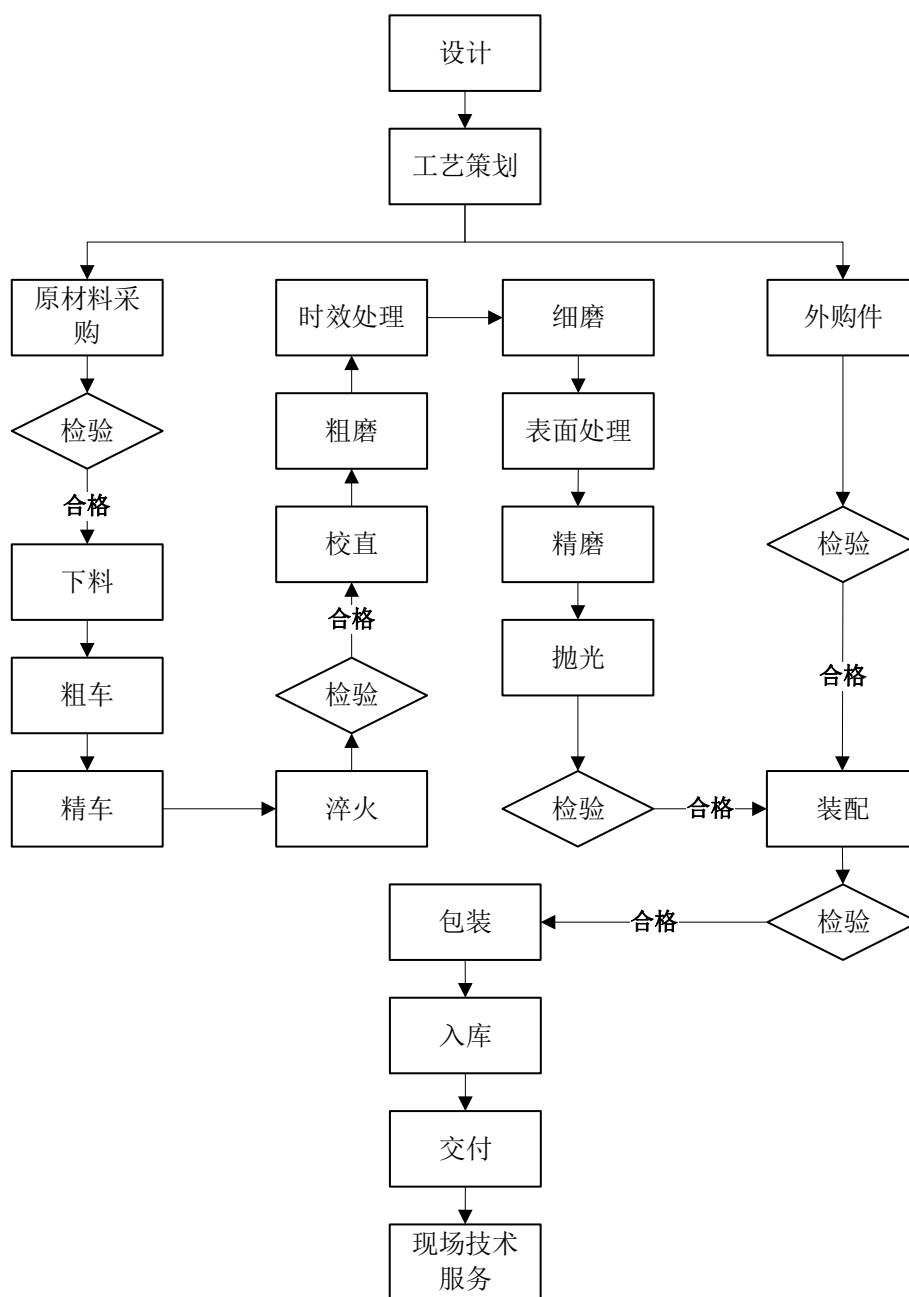 设计
工艺策划
原材料采
购
检验
合格
下料
粗车
精车
淬火
检验
合格
校直
粗磨
时效处理
细磨
表面处理
精磨
抛光
检验
合格
外购件
检验
合格
装配
检验
合格
包装
入库
交付
现场技术
服务